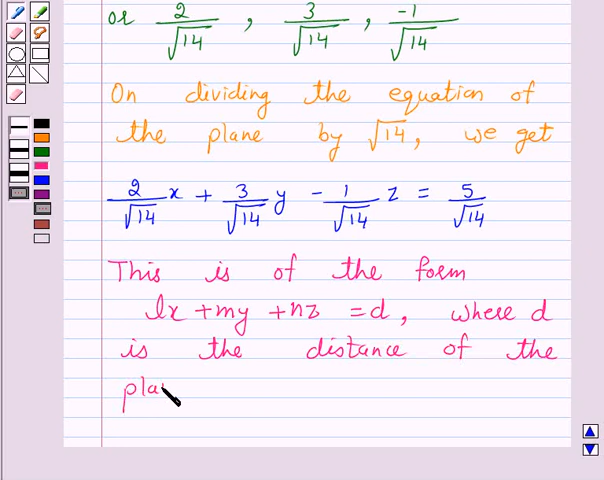 or 2/√14 , 3/√14 , -1/√14
On dividing the equation of
the plane by √14, we get
2/√14 x + 3/√14 y - 1/√14 z = 5/√14
This is of the form
lx + my + nz = d, where d
is the distance of the
pla